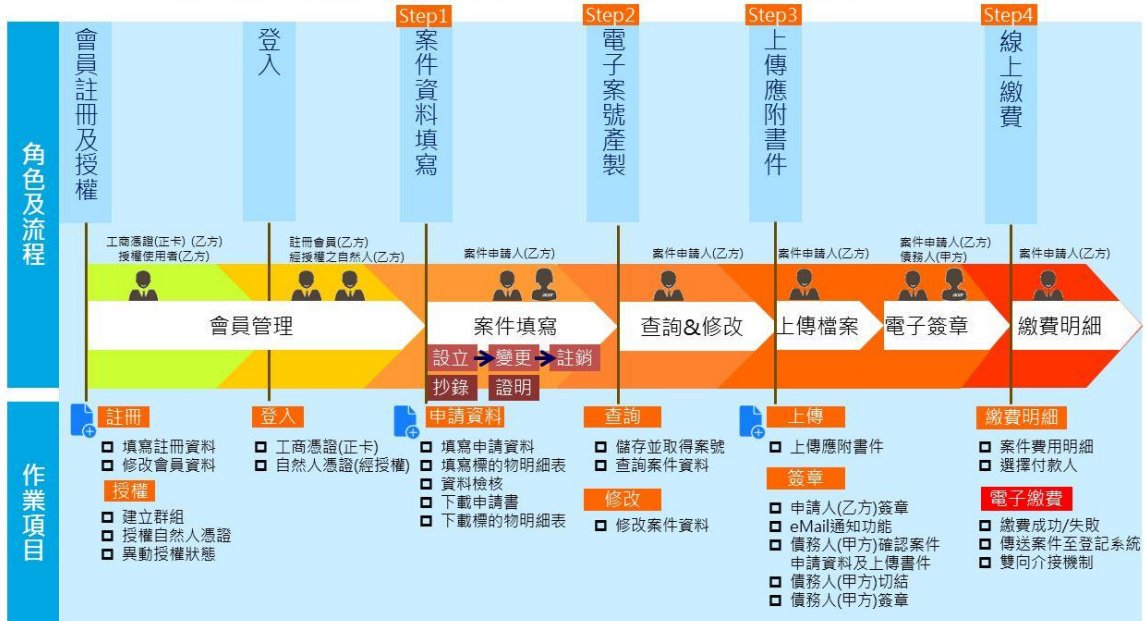 Step1
Step2
Step3
Step4
會員註冊及授權
登入
案件資料填寫
電子案號產製
上傳應附書件
線上繳費
角色及流程
工商憑證(正卡) (乙方)
授權使用者(乙方)
註冊會員(乙方)
經授權之自然人(乙方)
案件申請人(乙方)
案件申請人(乙方)
案件申請人(乙方)
案件申請人(乙方)
債務人(甲方)
案件申請人(乙方)
會員管理
案件填寫
查詢&修改
上傳檔案
電子簽章
繳費明細
設立
變更
註銷
抄錄
證明
作業項目
註冊
填寫註冊資料
修改會員資料
授權
建立群組
授權自然人憑證
異動授權狀態
登入
工商憑證(正卡)
自然人憑證(經授權)
申請資料
填寫申請資料
填寫標的物明細表
資料檢核
下載申請書
下載標的物明細表
查詢
儲存並取得案號
查詢案件資料
修改
修改案件資料
上傳
上傳應附書件
簽章
申請人(乙方)簽章
eMail通知功能
債務人(甲方)確認案件
申請資料及上傳書件
債務人(甲方)切結
債務人(甲方)簽章
繳費明細
案件費用明細
選擇付款人
電子繳費
繳費成功/失敗
傳送案件至登記系統
雙向介接機制